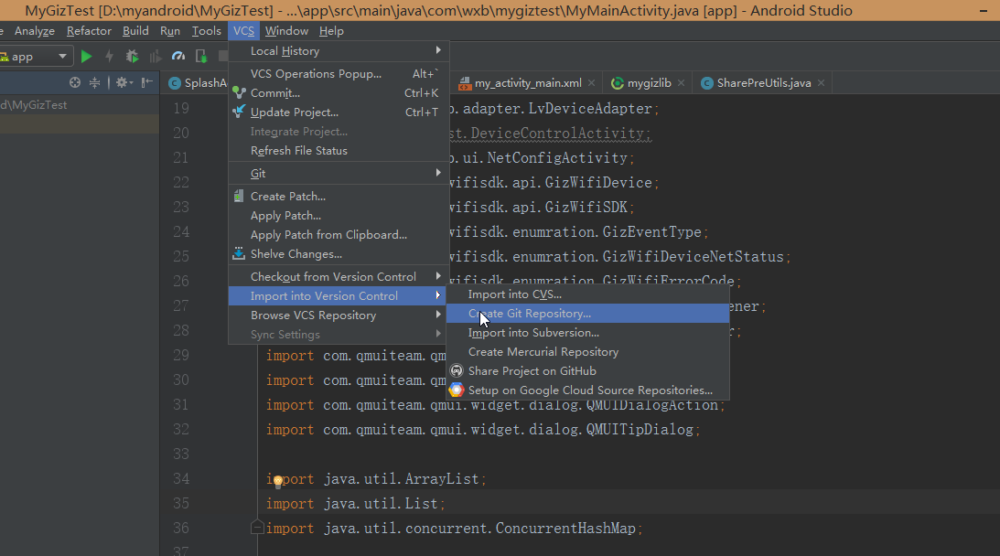 MyGizTest [D:\myandroid\MyGizTest] - ...\app\src\main\java\com\wxb\mygiztest\MyMainActivity.java [app] - Android Studio
Analyze Refactor Build Run Tools VCS Window Help
app
Local History
VCS Operations Popup... Alt+`
Commit... Ctrl+K
Update Project... Ctrl+T
Integrate Project...
Refresh File Status
Git
Create Patch...
Apply Patch...
Apply Patch from Clipboard...
Shelve Changes...
Checkout from Version Control
Import into Version Control
Browse VCS Repository
Sync Settings
Import into CVS...
Create Git Repository...
Import into Subversion...
Create Mercurial Repository
Share Project on GitHub
Setup on Google Cloud Source Repositories...
d\MyGizTest
SplashA my_activity_main.xml mygizlib SharePreUtils.java
19 .adapter.LvDeviceAdapter;
20 st.DeviceControlActivity;
21 .ui.NetConfigActivity;
22 wifisdk.api.GizWifiDevice;
23 wifisdk.api.GizWifiSDK;
24 wifisdk.enumration.GizEventType;
25 wifisdk.enumration.GizWifiDeviceNetStatus;
26 wifisdk.enumration.GizWifiErrorCode;
27 ener;
28 ;
29 import com.qmuiteam.qm
30 import com.qmuiteam.qm
31 import com.qmuiteam.qmui.widget.dialog.QMUIDialogAction;
32 import com.qmuiteam.qmui.widget.dialog.QMUITipDialog;
33
34 import java.util.ArrayList;
35 import java.util.List;
36 import java.util.concurrent.ConcurrentHashMap;
37